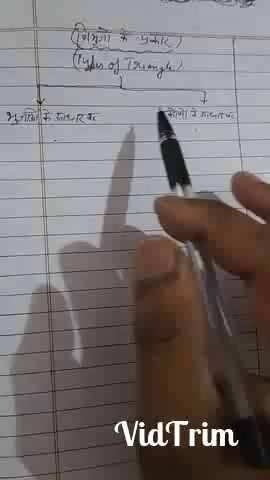 (त्रिभुजों के प्रकार)
(Types of Triangle)
भुजाओं के आधार पर
कोणों के आधार पर
VidTrim